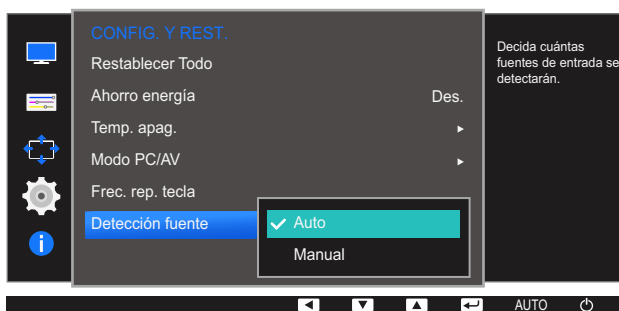 CONFIG. Y REST.
Restablecer Todo
Ahorro energía Des.
Temp. apag.
Modo PC/AV
Frec. rep. tecla
Detección fuente
Auto
Manual
Decida cuántas
fuentes de entrada se
detectarán.
AUTO